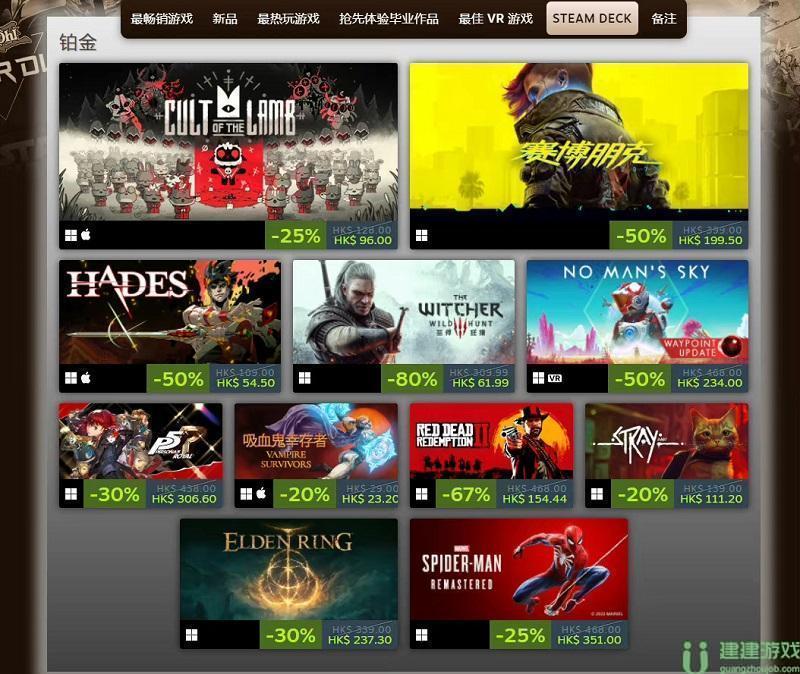 最畅销游戏 新品 最热玩游戏 抢先体验毕业作品 最佳 VR 游戏 STEAM DECK 备注
铂金
CULT
OF THE
LAMB
-25% HK$ 128.00
HK$ 96.00
赛博朋克
-50% HK$ 399.00
HK$ 199.50
HADES
-50% HK$ 109.00
HK$ 54.50
THE
WITCHER
WILD HUNT
巫师 狂猎
-80% HK$ 309.99
HK$ 61.99
NO MAN'S SKY
WAYPOINT
UPDATE
VR
-50% HK$ 468.00
HK$ 234.00
P5
ROYAL
-30% HK$ 438.00
HK$ 306.60
吸血鬼幸存者
VAMPIRE
SURVIVORS
-20% HK$ 29.00
HK$ 23.20
RED DEAD
REDEMPTION II
-67% HK$ 468.00
HK$ 154.44
STRAY
-20% HK$ 139.00
HK$ 111.20
ELDEN RING
-30% HK$ 339.00
HK$ 237.30
MARVEL
SPIDER-MAN
REMASTERED
© 2022 MARVEL
-25% HK$ 468.00
HK$ 351.00
建建游戏
guangzhoujob.com